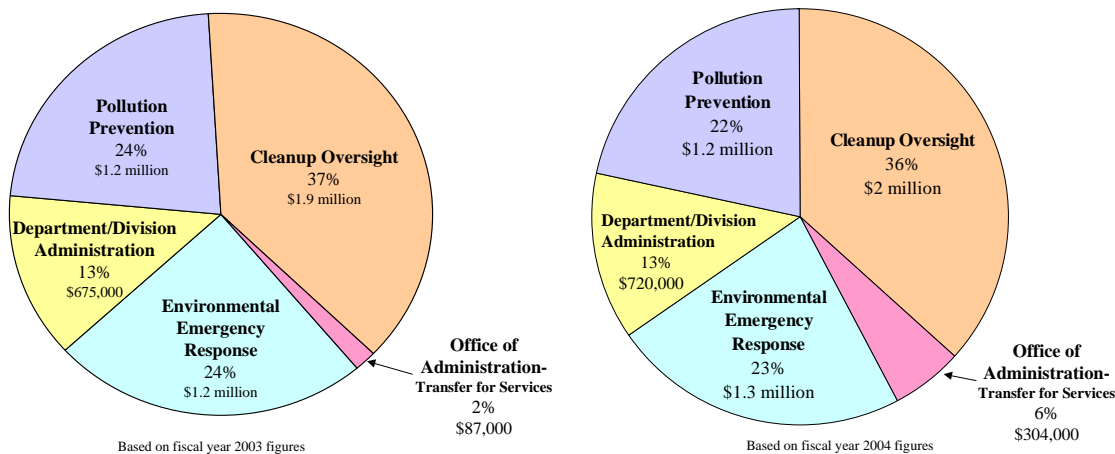 Pollution
Prevention
24%
$1.2 million
Cleanup Oversight
37%
$1.9 million
Department/Division
Administration
13%
$675,000
Environmental
Emergency
Response
24%
$1.2 million
Office of
Administration-
Transfer for Services
2%
$87,000
Based on fiscal year 2003 figures
Pollution
Prevention
22%
$1.2 million
Cleanup Oversight
36%
$2 million
Department/Division
Administration
13%
$720,000
Environmental
Emergency
Response
23%
$1.3 million
Office of
Administration-
Transfer for Services
6%
$304,000
Based on fiscal year 2004 figures